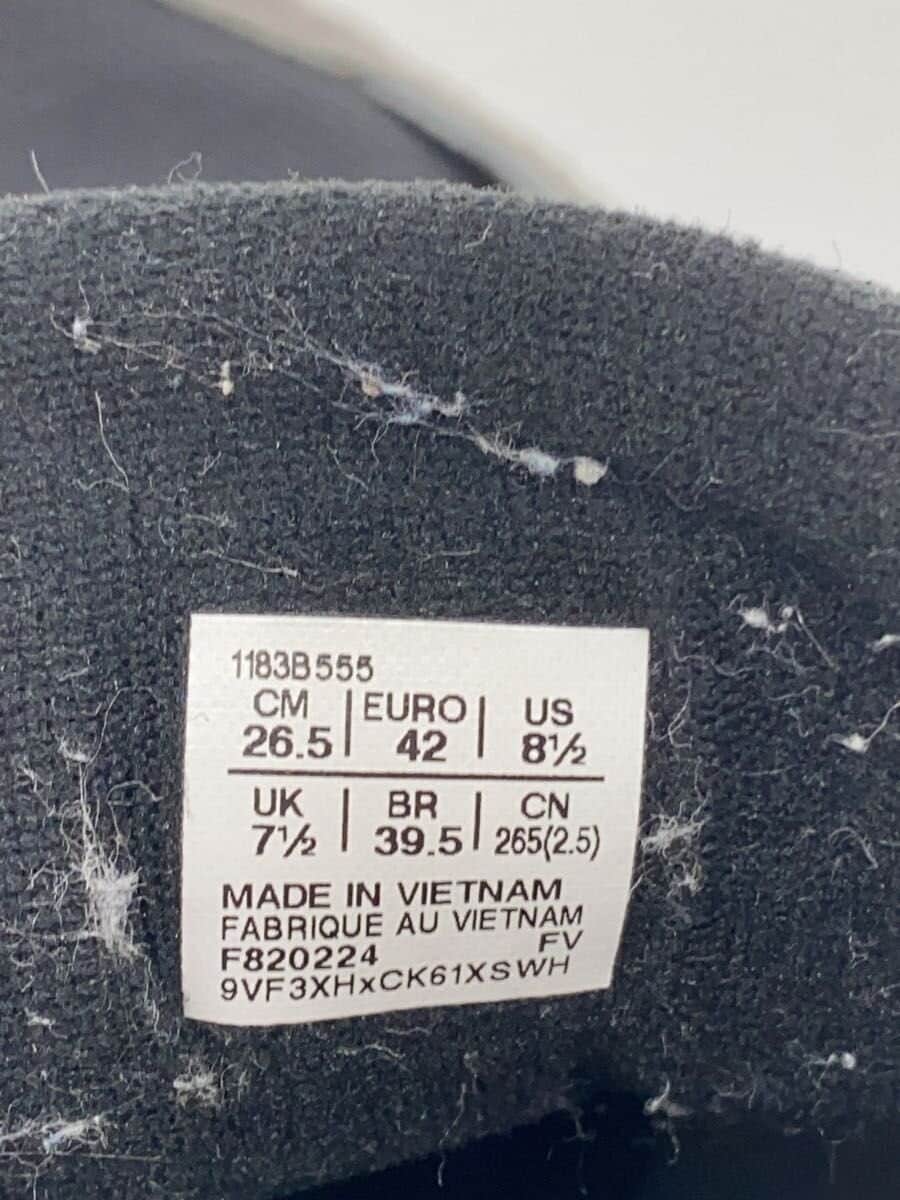 1183B555
CM | EURO | US
26.5 | 42 | 8½
UK | BR | CN
7½ | 39.5 | 265(2.5)
MADE IN VIETNAM
FABRIQUE AU VIETNAM
F820224 FV
9VF3XHxCK61XSWH